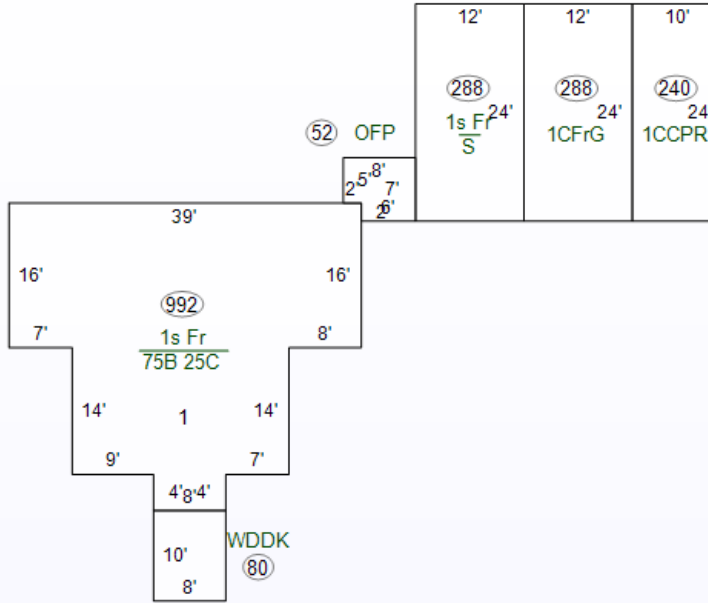 12' 12' 10'
288 288 240
24' 24' 24
1s Fr 1CFrG 1CCPR
S
52 OFP
8'
5'
2' 7'
6'
2
39'
16' 16'
992
7' 1s Fr 8'
75B 25C
14' 1 14'
9' 7'
4' 8' 4'
WDDK
10' 80
8'